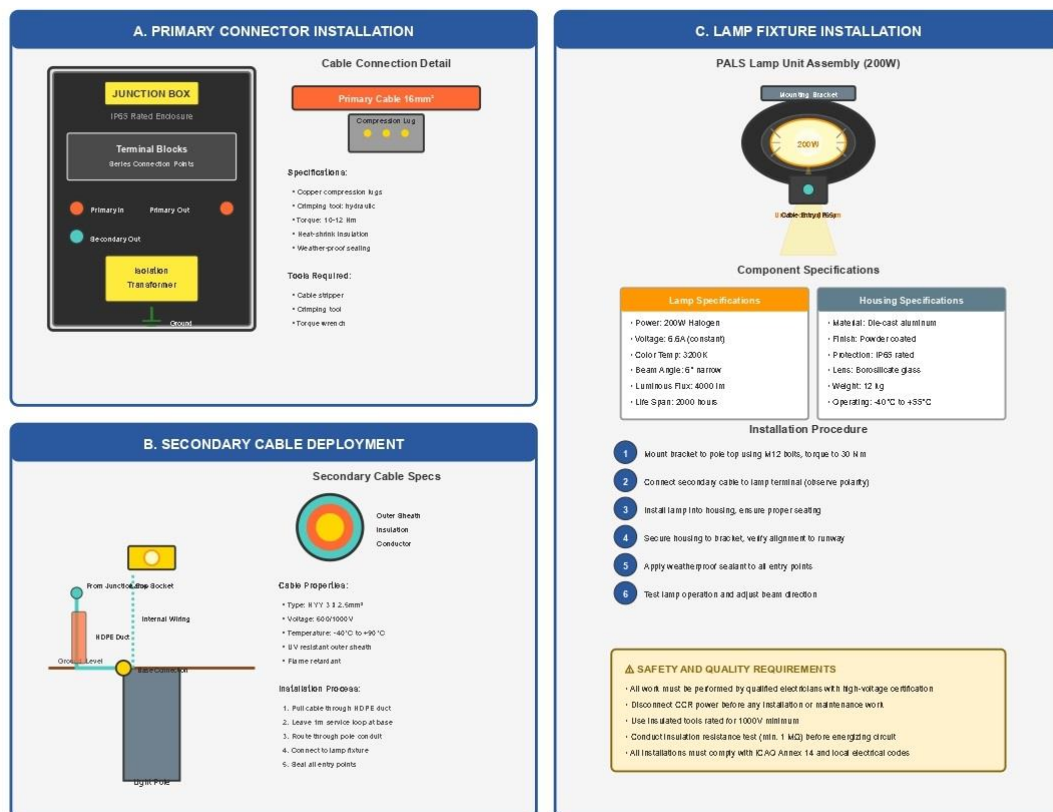 A. PRIMARY CONNECTOR INSTALLATION
JUNCTION BOX
IP65 Rated Enclosure
Terminal Blocks
Series Connection Points
Primary In
Primary Out
Secondary Out
Isolation
Transformer
Ground
Cable Connection Detail
Primary Cable 16mm²
Compression Lug
Specifications:
• Copper compression lugs
• Crimping tool: hydraulic
• Torque: 10-12 Nm
• Heat-shrink insulation
• Weather-proof sealing
Tools Required:
• Cable stripper
• Crimping tool
• Torque wrench
B. SECONDARY CABLE DEPLOYMENT
From Junction Box
Socket
Internal Wiring
HDPE Duct
Ground Level
Base Connection
Light Pole
Secondary Cable Specs
Outer Sheath
Insulation
Conductor
Cable Properties:
• Type: NYY 3 x 2.5mm²
• Voltage: 600/1000V
• Temperature: -40°C to +90°C
• UV resistant outer sheath
• Flame retardant
Installation Process:
1. Pull cable through HDPE duct
2. Leave 1m service loop at base
3. Route through pole conduit
4. Connect to lamp fixture
5. Seal all entry points
C. LAMP FIXTURE INSTALLATION
PALS Lamp Unit Assembly (200W)
Mounting Bracket
200W
Cable Entry
Component Specifications
Lamp Specifications
• Power: 200W Halogen
• Voltage: 6.6A (constant)
• Color Temp: 3200K
• Beam Angle: 6° narrow
• Luminous Flux: 4000 lm
• Life Span: 2000 hours
Housing Specifications
• Material: Die-cast aluminum
• Finish: Powder coated
• Protection: IP65 rated
• Lens: Borosilicate glass
• Weight: 12 kg
• Operating: -40°C to +55°C
Installation Procedure
1 Mount bracket to pole top using M12 bolts, torque to 30 Nm
2 Connect secondary cable to lamp terminal (observe polarity)
3 Install lamp into housing, ensure proper seating
4 Secure housing to bracket, verify alignment to runway
5 Apply weatherproof sealant to all entry points
6 Test lamp operation and adjust beam direction
⚠ SAFETY AND QUALITY REQUIREMENTS
• All work must be performed by qualified electricians with high-voltage certification
• Disconnect CCR power before any installation or maintenance work
• Use insulated tools rated for 1000V minimum
• Conduct insulation resistance test (min. 1 MΩ) before energizing circuit
• All installations must comply with ICAO Annex 14 and local electrical codes